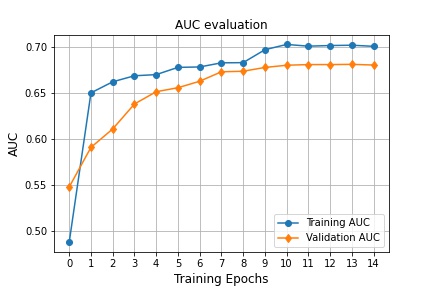 AUC evaluation
AUC
0.70
0.65
0.60
0.55
0.50
0 1 2 3 4 5 6 7 8 9 10 11 12 13 14
Training Epochs
Training AUC
Validation AUC